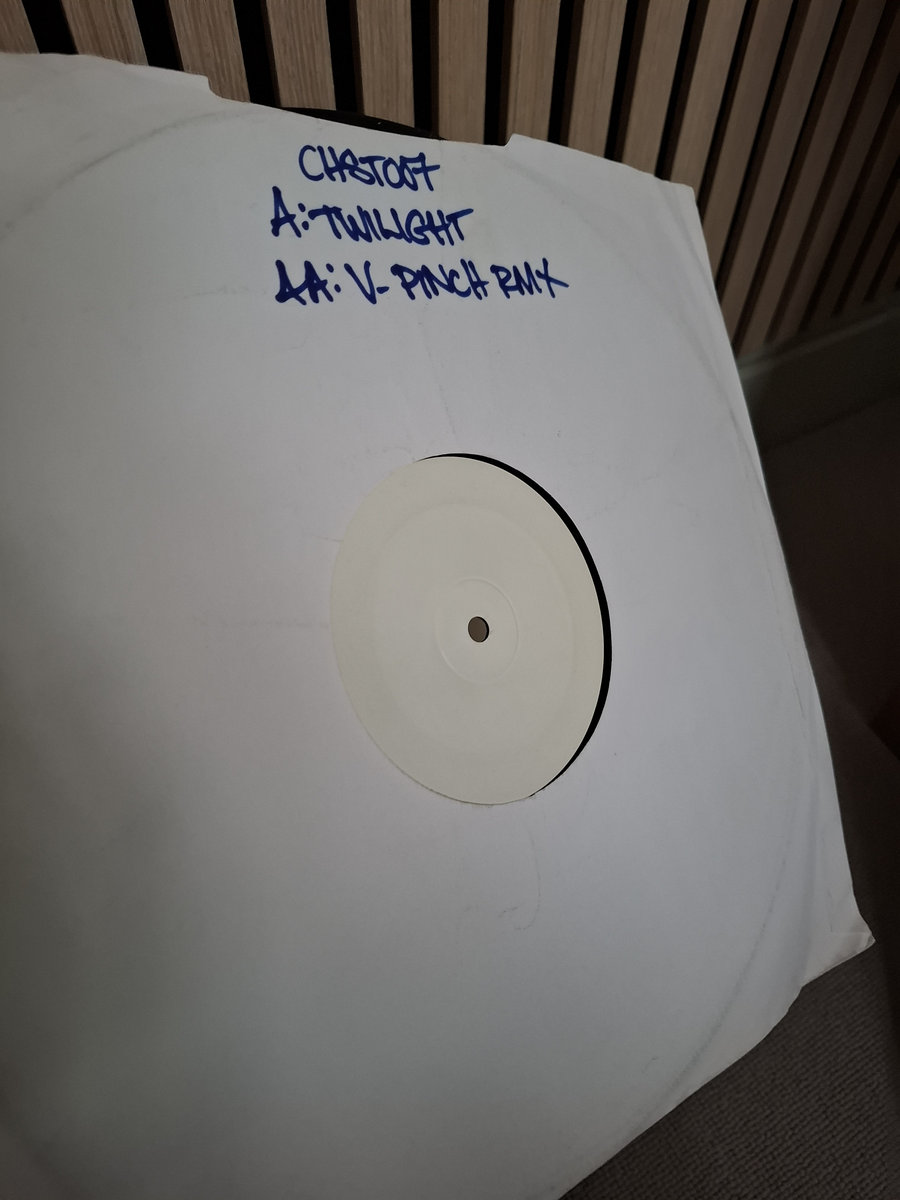 CHST007
A: TWILIGHT
AA: V- PINCH RMX